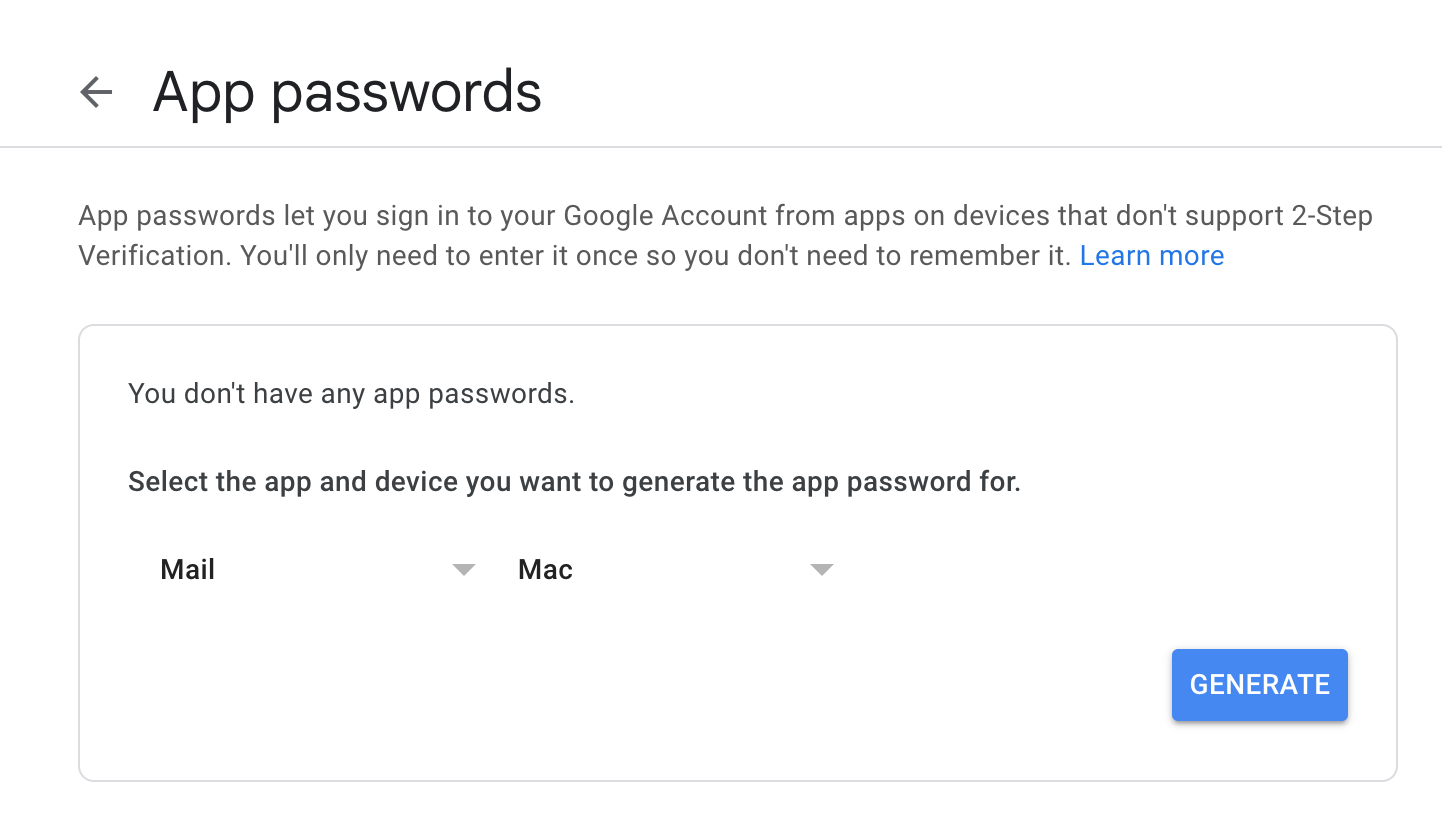 App passwords
App passwords let you sign in to your Google Account from apps on devices that don't support 2-Step
Verification. You'll only need to enter it once so you don't need to remember it. Learn more
You don't have any app passwords.
Select the app and device you want to generate the app password for.
Mail Mac
GENERATE